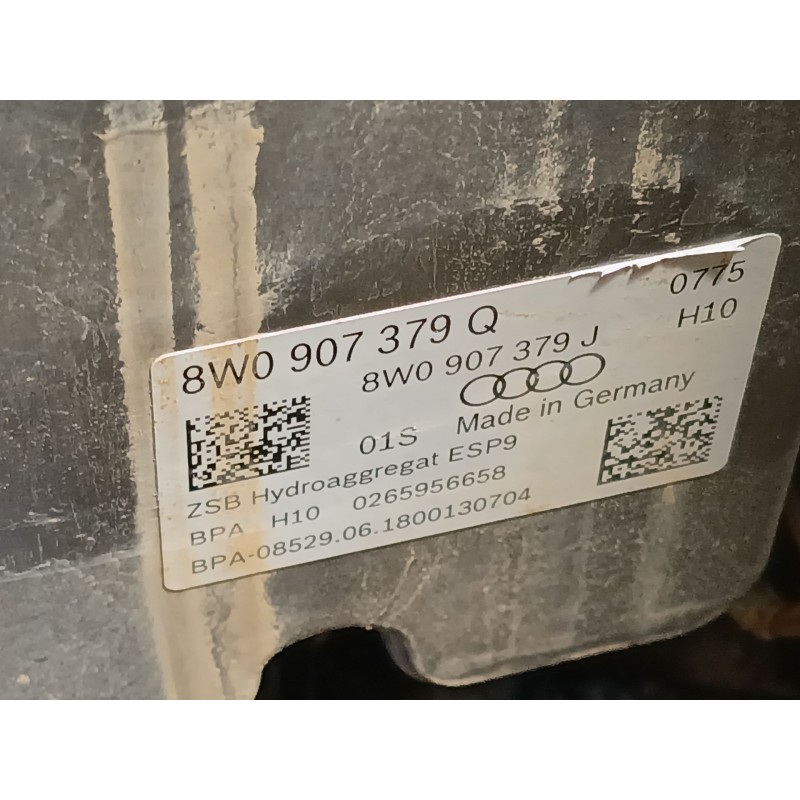 8W0 907 379 Q 0775
8W0 907 379 J H10
01S Made in Germany
ZSB Hydroaggregat ESP9
BPA H10 0265956658
BPA-08529.06.1800130704